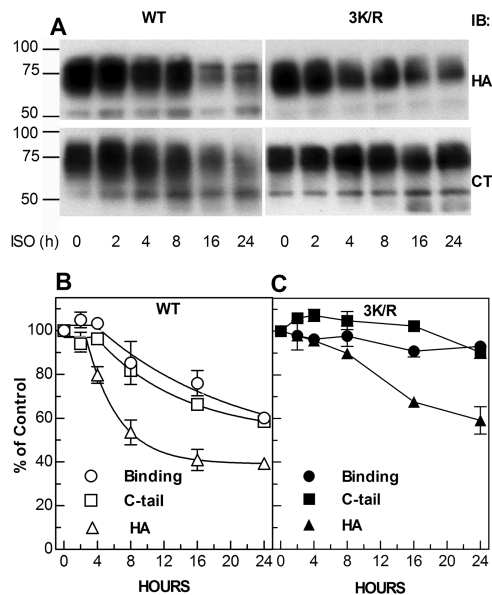 A WT 3K/R IB:
100
75
50
HA
100
75
50
CT
ISO (h) 0 2 4 8 16 24 0 2 4 8 16 24
B WT
C 3K/R
% of Control
100
80
60
40
20
0
Binding
C-tail
HA
Binding
C-tail
HA
0 4 8 12 16 20 24 0 4 8 12 16 20 24
HOURS HOURS